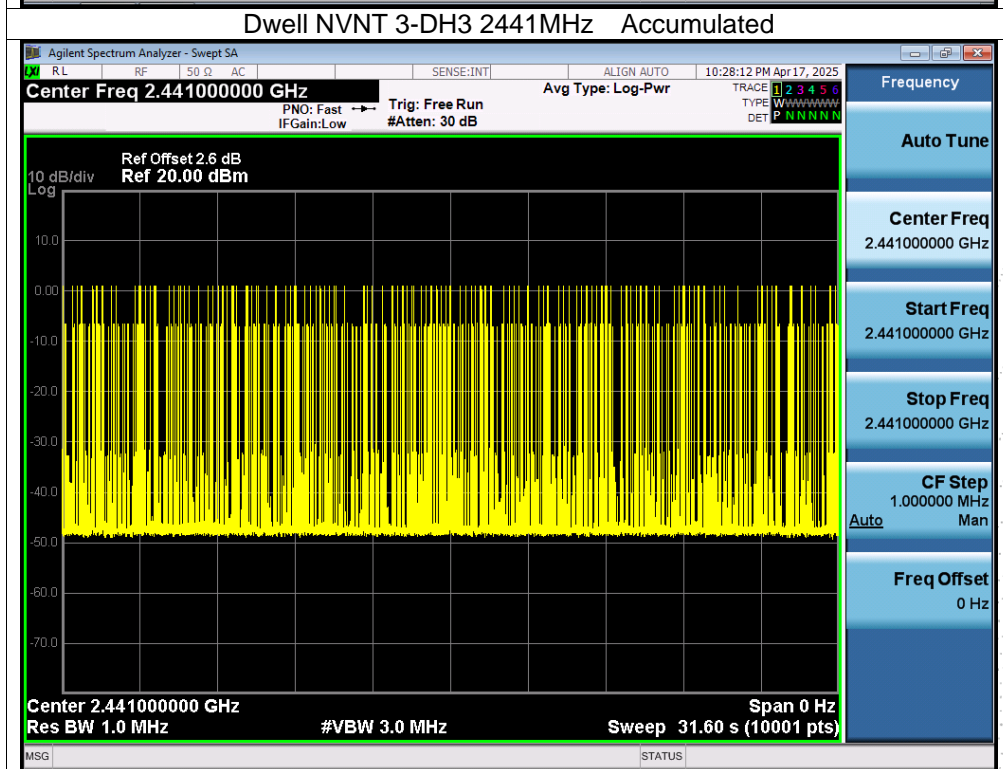 Dwell NVNT 3-DH3 2441MHz Accumulated
Agilent Spectrum Analyzer - Swept SA
LXI RL RF 50 Ω AC SENSE:INT ALIGN AUTO 10:28:12 PM Apr 17, 2025
Center Freq 2.441000000 GHz
PNO: Fast
IFGain:Low
Trig: Free Run
#Atten: 30 dB
Avg Type: Log-Pwr
TRACE 1 2 3 4 5 6
TYPE WWWWWW
DET P N N N N N
Ref Offset 2.6 dB
10 dB/div Ref 20.00 dBm
Log
10.0
0.00
-10.0
-20.0
-30.0
-40.0
-50.0
-60.0
-70.0
Center 2.441000000 GHz Span 0 Hz
Res BW 1.0 MHz #VBW 3.0 MHz Sweep 31.60 s (10001 pts)
MSG STATUS
Frequency
Auto Tune
Center Freq
2.441000000 GHz
Start Freq
2.441000000 GHz
Stop Freq
2.441000000 GHz
CF Step
1.000000 MHz
Auto Man
Freq Offset
0 Hz